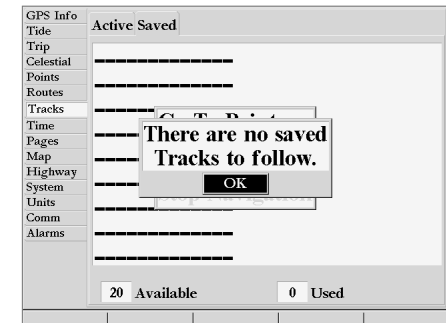 GPS Info
Tide
Trip
Celestial
Points
Routes
Tracks
Time
Pages
Map
Highway
System
Units
Comm
Alarms
Active Saved
There are no saved
Tracks to follow.
OK
20 Available
0 Used